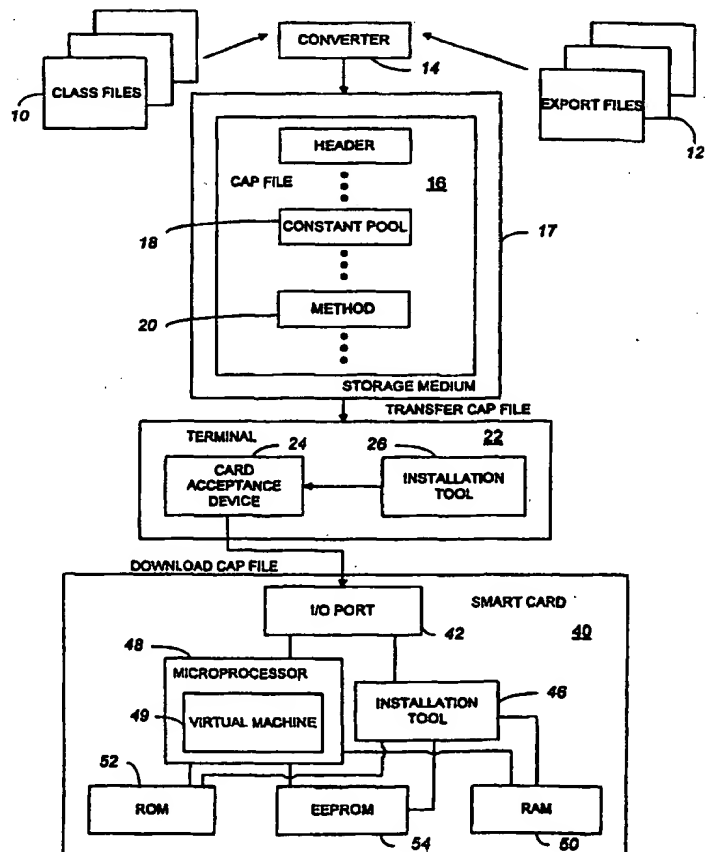 CONVERTER
14
CLASS FILES
10
EXPORT FILES
12
HEADER
CAP FILE
16
CONSTANT POOL
18
17
METHOD
20
STORAGE MEDIUM
TRANSFER CAP FILE
TERMINAL
24
26
22
CARD
ACCEPTANCE
DEVICE
INSTALLATION
TOOL
DOWNLOAD CAP FILE
I/O PORT
SMART CARD
42
40
48
MICROPROCESSOR
46
49
VIRTUAL MACHINE
INSTALLATION
TOOL
52
ROM
EEPROM
RAM
54
50